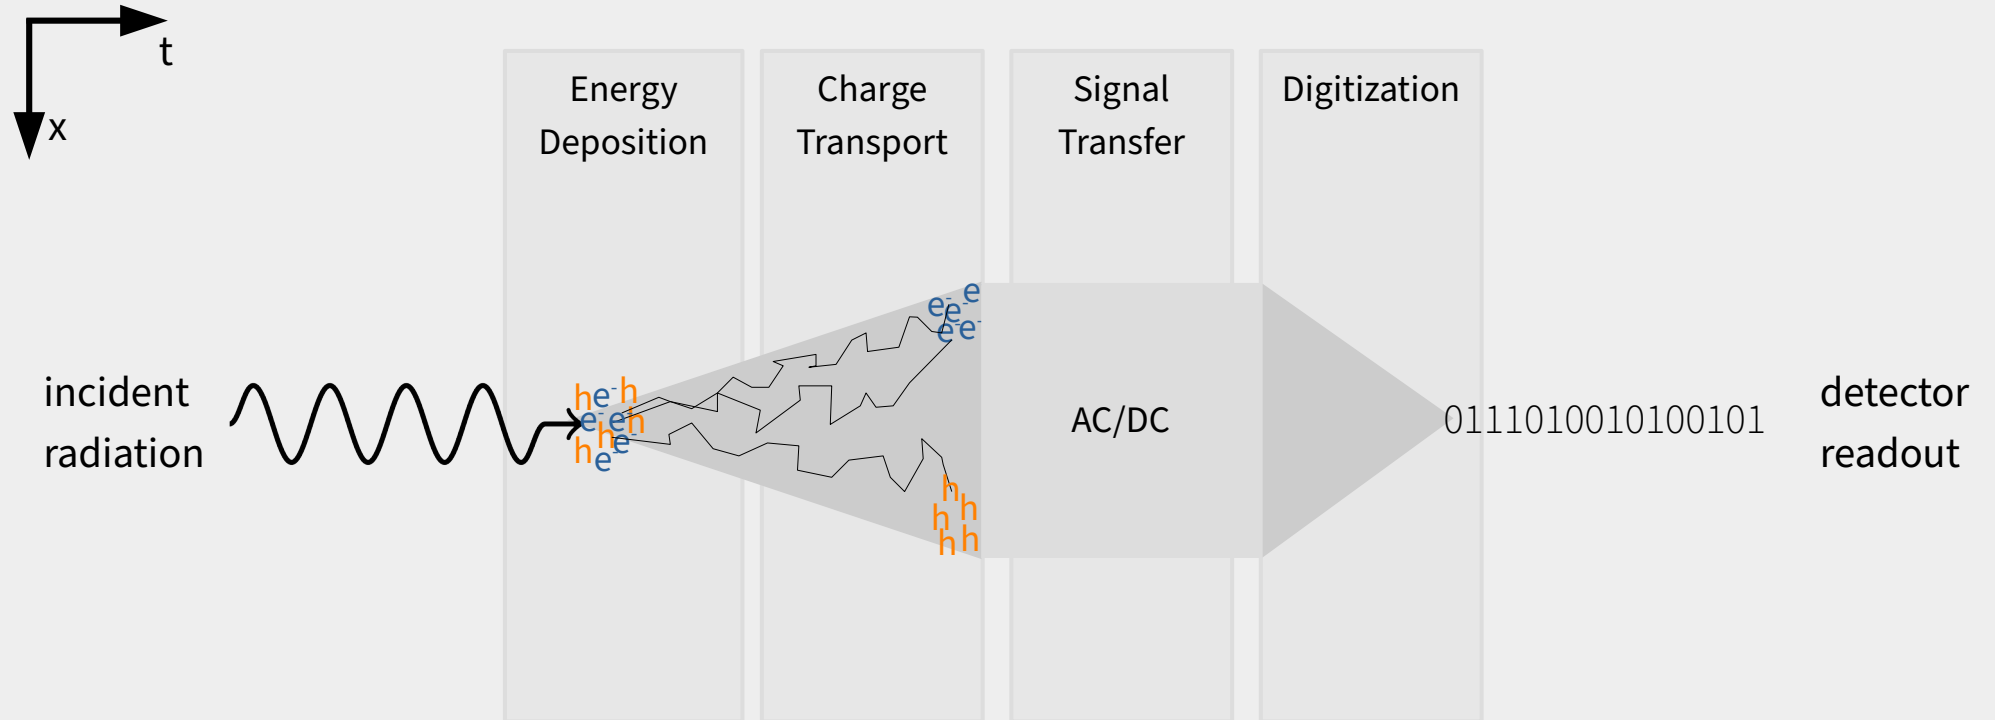 t
x
Energy
Deposition
Charge
Transport
Signal
Transfer
Digitization
incident
radiation
h e⁻ h
e⁻ e⁻ h
h e⁻
h e⁻
e⁻ e⁻ e
e⁻ e⁻
h
h h
h h
AC/DC
0111010010100101
detector
readout